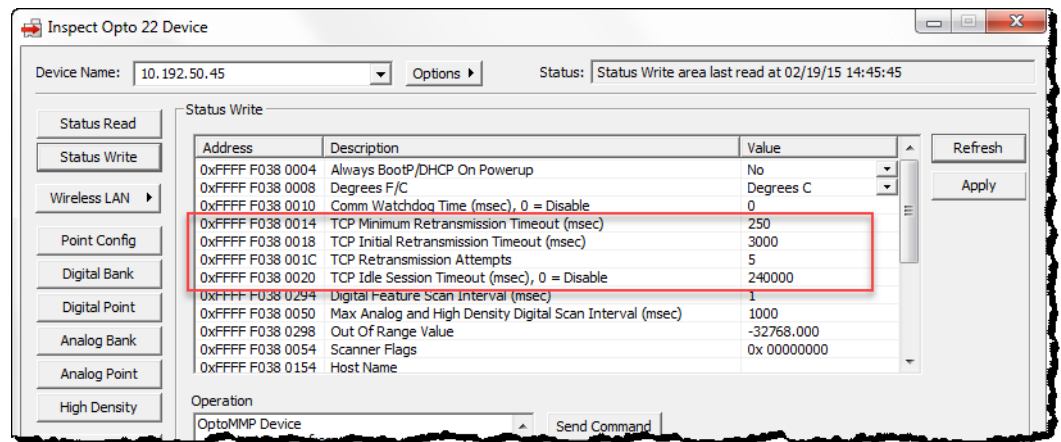 Inspect Opto 22 Device
Device Name: 10.192.50.45 Options Status: Status Write area last read at 02/19/15 14:45:45
Status Read
Status Write
Wireless LAN
Point Config
Digital Bank
Digital Point
Analog Bank
Analog Point
High Density
Status Write
Address Description Value
0xFFFF F038 0004 Always BootP/DHCP On Powerup No
0xFFFF F038 0008 Degrees F/C Degrees C
0xFFFF F038 0010 Comm Watchdog Time (msec), 0 = Disable 0
0xFFFF F038 0014 TCP Minimum Retransmission Timeout (msec) 250
0xFFFF F038 0018 TCP Initial Retransmission Timeout (msec) 3000
0xFFFF F038 001C TCP Retransmission Attempts 5
0xFFFF F038 0020 TCP Idle Session Timeout (msec), 0 = Disable 240000
0xFFFF F038 0294 Digital Feature Scan Interval (msec) 1
0xFFFF F038 0050 Max Analog and High Density Digital Scan Interval (msec) 1000
0xFFFF F038 0298 Out Of Range Value -32768.000
0xFFFF F038 0054 Scanner Flags 0x 00000000
0xFFFF F038 0154 Host Name
Refresh
Apply
Operation
OptoMMP Device
Send Command